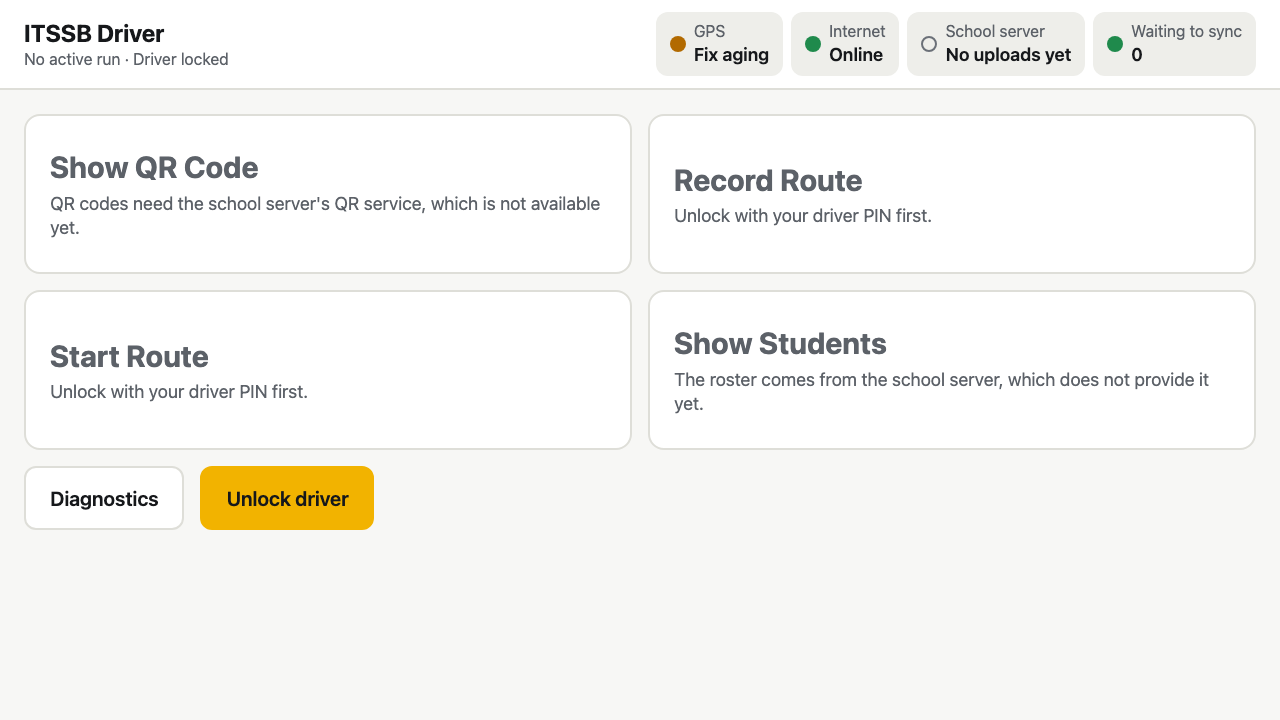 ITSSB Driver
No active run · Driver locked
GPS
Fix aging
Internet
Online
School server
No uploads yet
Waiting to sync
0
Show QR Code
QR codes need the school server's QR service, which is not available
yet.
Record Route
Unlock with your driver PIN first.
Start Route
Unlock with your driver PIN first.
Show Students
The roster comes from the school server, which does not provide it
yet.
Diagnostics
Unlock driver